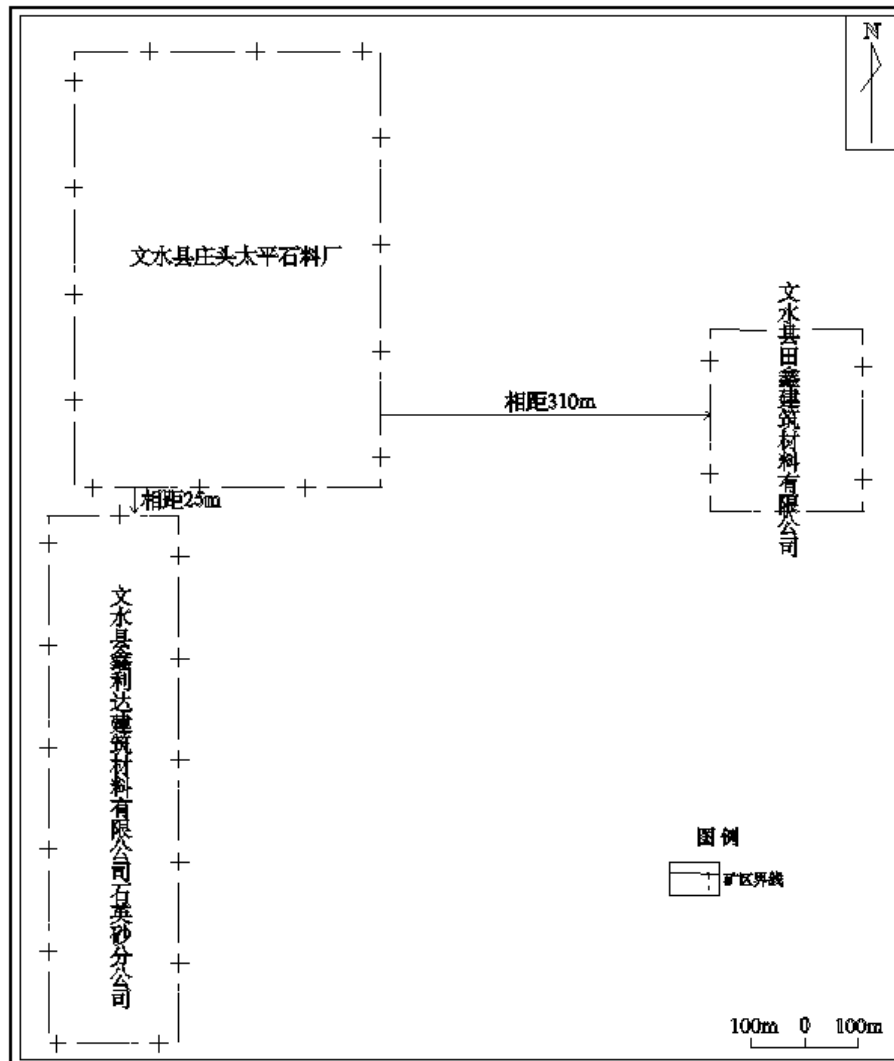 N
文水县庄头太平石料厂
文水县田鑫建筑材料有限公司
相距310m
相距25m
文水县金鑫利达建筑材料有限公司石英砂分公司
图例
矿区界线
100m 0 100m